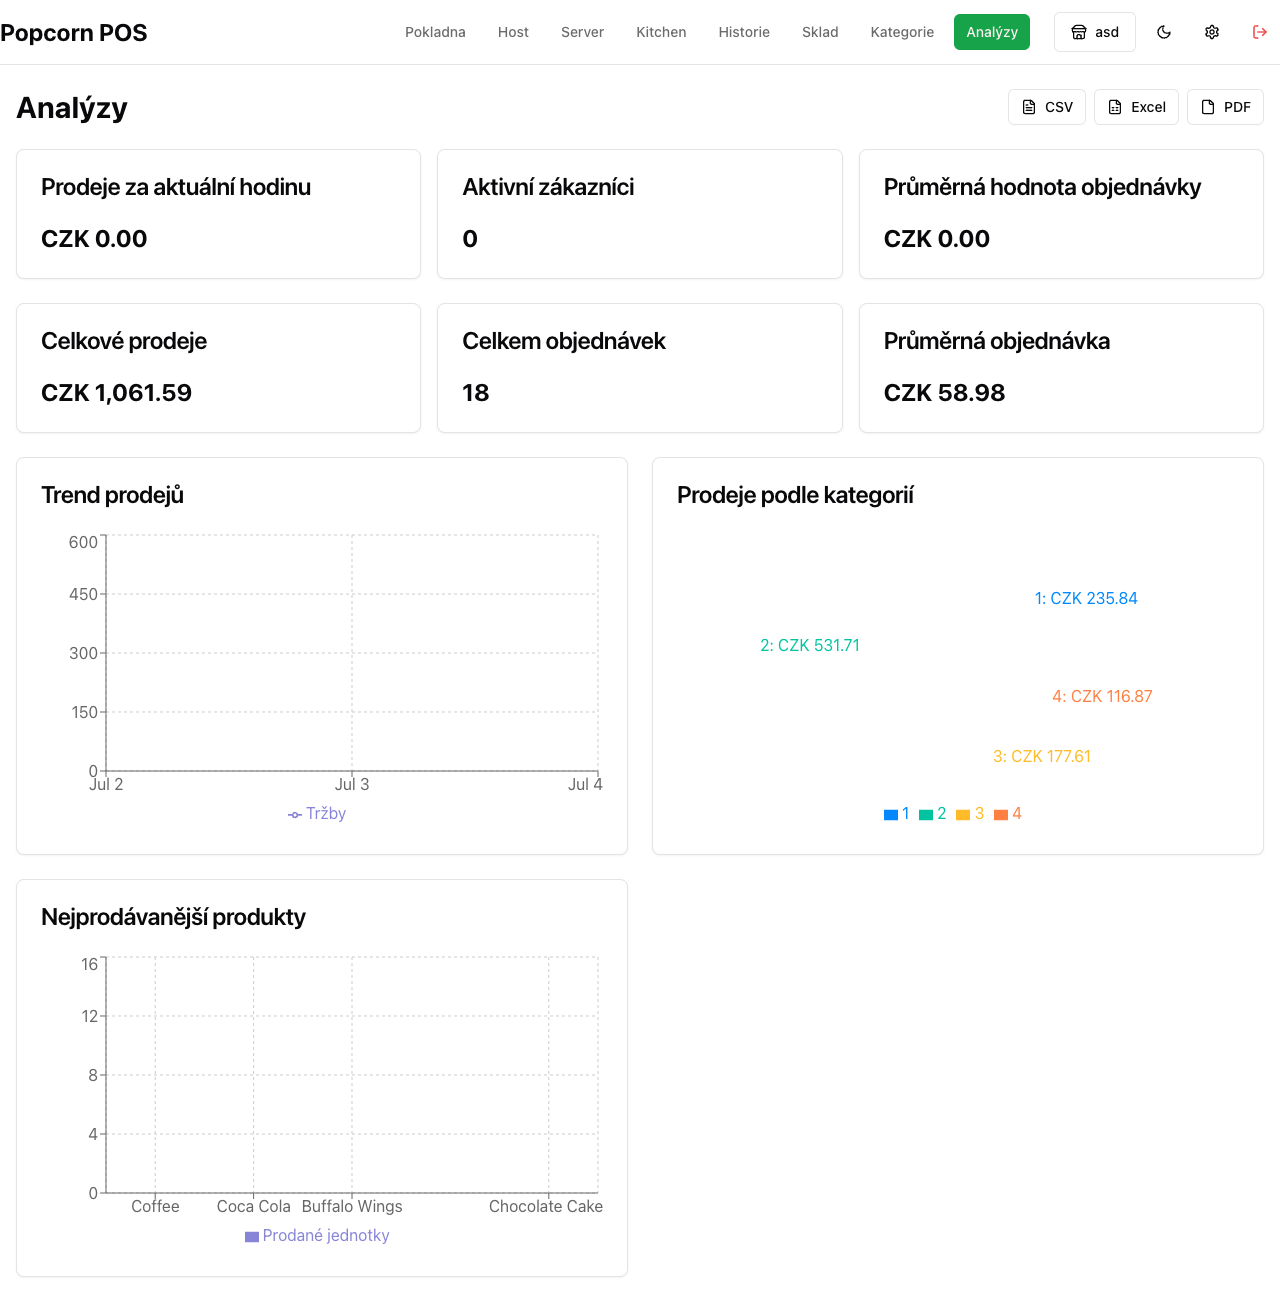 Popcorn POS
Pokladna
Host
Server
Kitchen
Historie
Sklad
Kategorie
Analýzy
asd
Analýzy
CSV
Excel
PDF
Prodeje za aktuální hodinu
CZK 0.00
Aktivní zákazníci
0
Průměrná hodnota objednávky
CZK 0.00
Celkové prodeje
CZK 1,061.59
Celkem objednávek
18
Průměrná objednávka
CZK 58.98
Trend prodejů
600
450
300
150
0
Jul 2
Jul 3
Jul 4
Tržby
Prodeje podle kategorií
1: CZK 235.84
2: CZK 531.71
4: CZK 116.87
3: CZK 177.61
1
2
3
4
Nejprodávanější produkty
16
12
8
4
0
Coffee
Coca Cola
Buffalo Wings
Chocolate Cake
Prodané jednotky